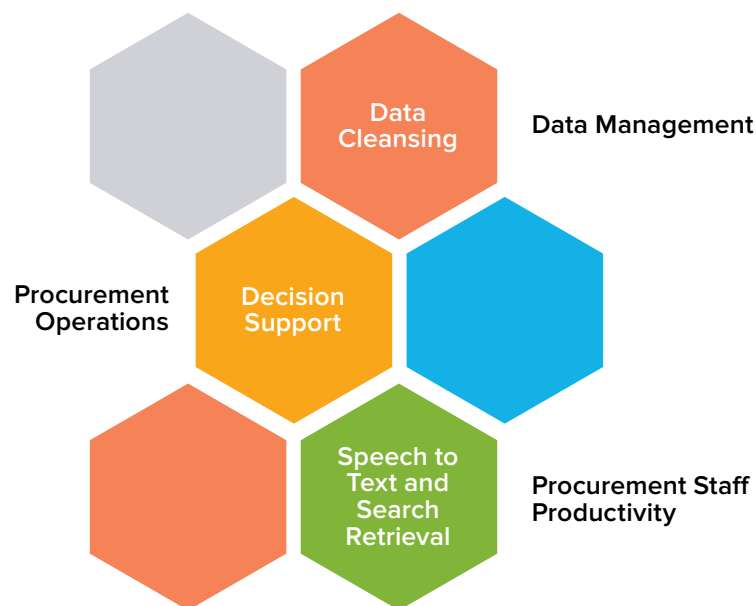 Data
Cleansing
Data Management
Procurement
Operations
Decision
Support
Speech to
Text and
Search
Retrieval
Procurement Staff
Productivity